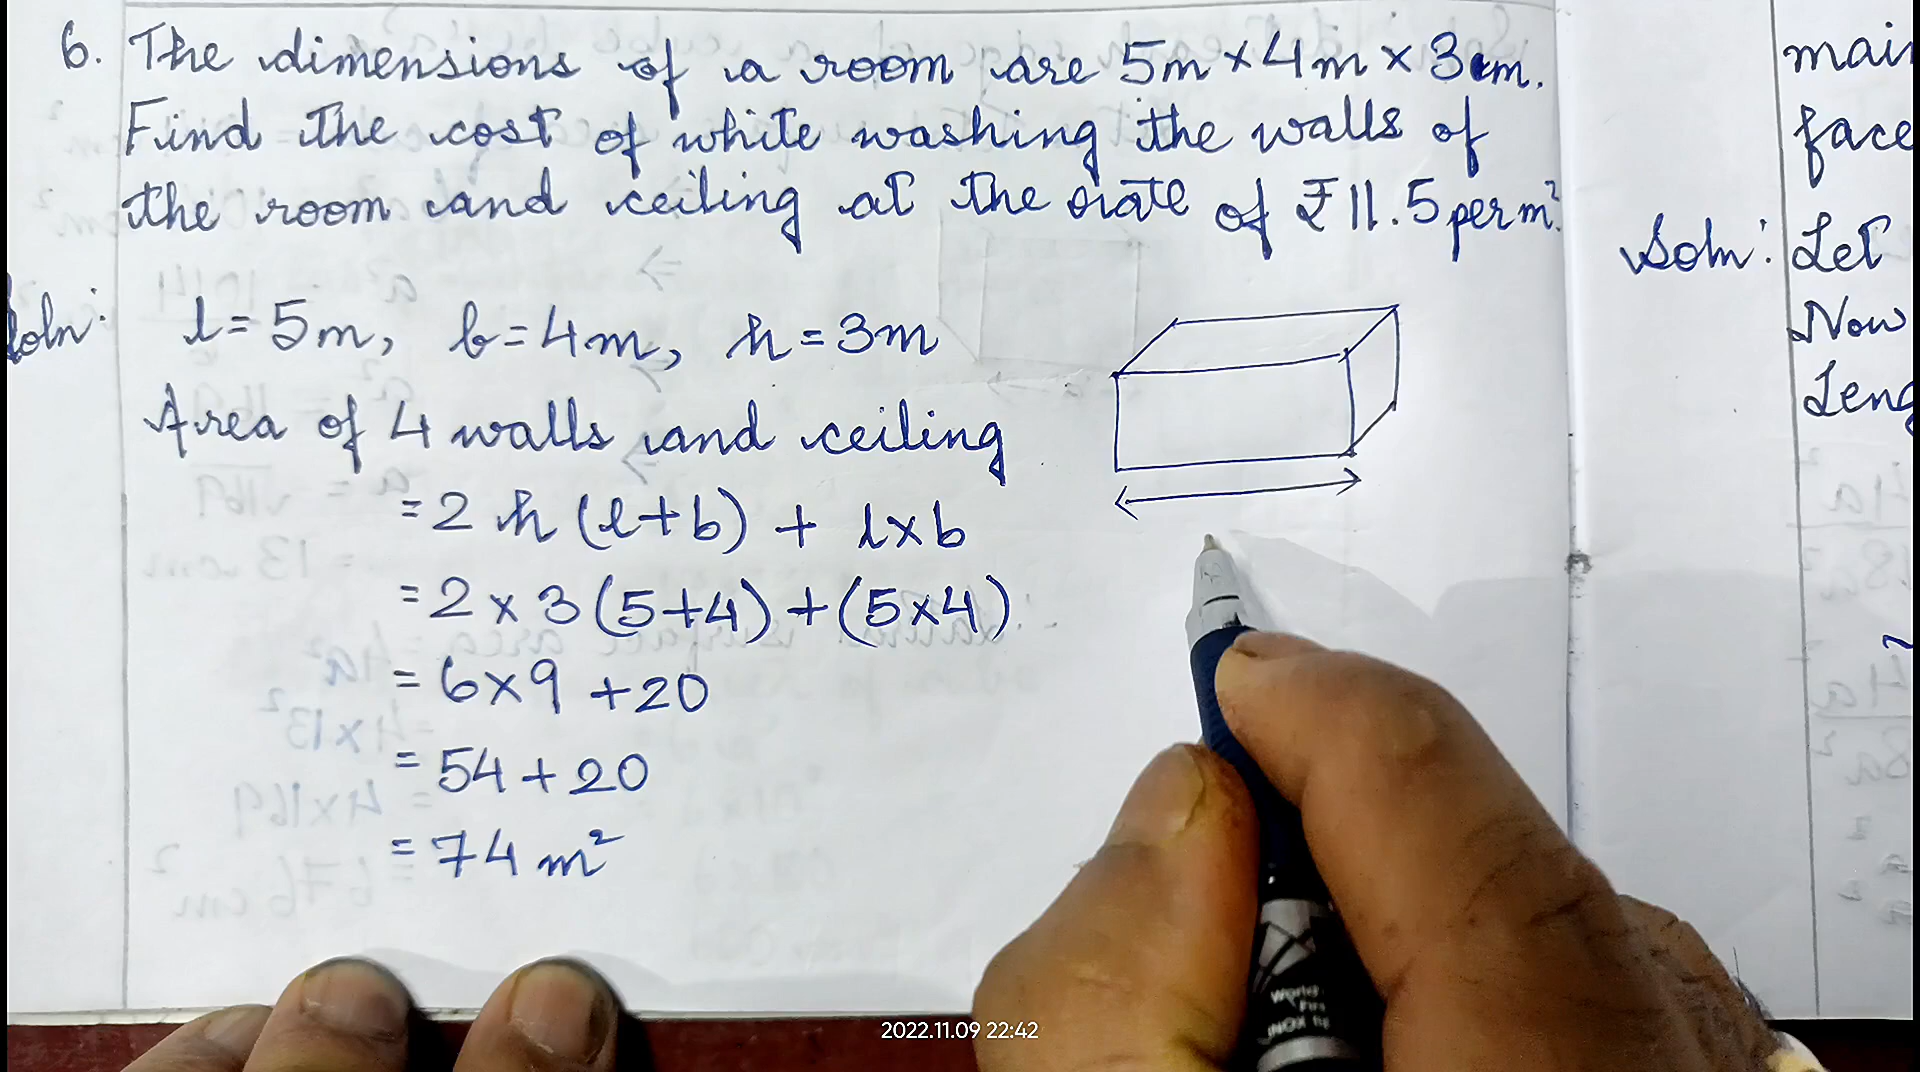 6. The dimensions of a room are 5m × 4m × 3m.
Find the cost of white washing the walls of
the room and ceiling at the rate of ₹11.5 per m².
Soln: l = 5m, b = 4m, h = 3m
Area of 4 walls and ceiling
= 2 h (l+b) + l×b
= 2 × 3 (5+4) + (5×4)
= 6×9 +20
= 54 + 20
= 74 m²
face
Soln: Let
Now
2022.11.09 22:42